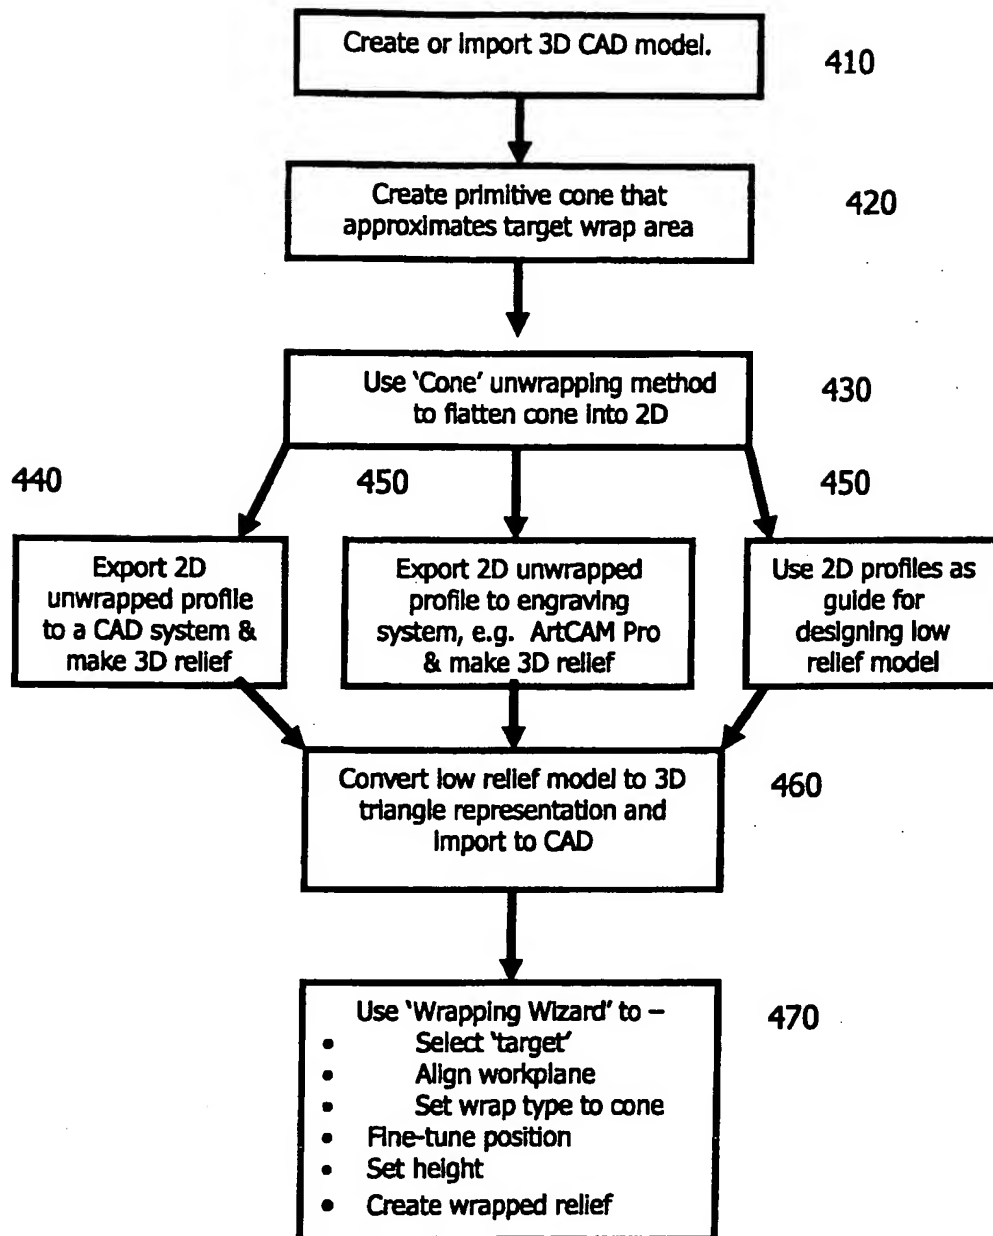 Create or import 3D CAD model.
410
Create primitive cone that
approximates target wrap area
420
Use ‘Cone’ unwrapping method
to flatten cone into 2D
430
440
450
450
Export 2D
unwrapped profile
to a CAD system &
make 3D relief
Export 2D unwrapped
profile to engraving
system, e.g. ArtCAM Pro
& make 3D relief
Use 2D profiles as
guide for
designing low
relief model
Convert low relief model to 3D
triangle representation and
import to CAD
460
Use ‘Wrapping Wizard’ to –
• Select ‘target’
• Align workplane
• Set wrap type to cone
• Fine-tune position
• Set height
• Create wrapped relief
470